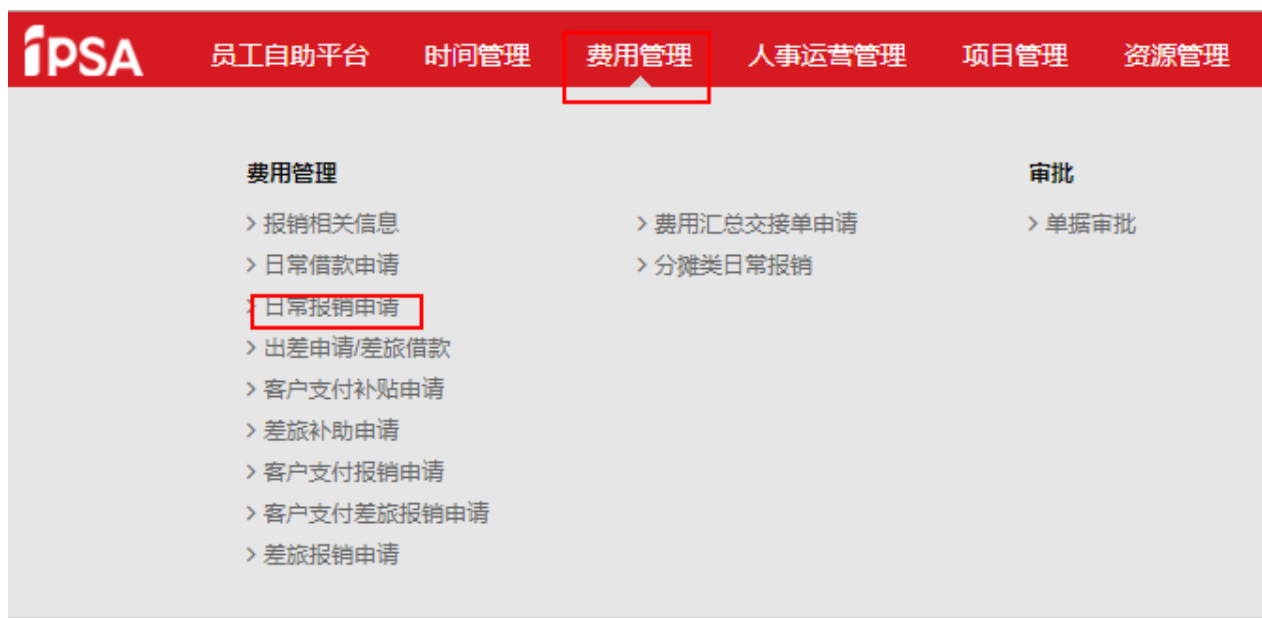 iPSA 员工自助平台 时间管理 费用管理 人事运营管理 项目管理 资源管理
费用管理
> 报销相关信息
> 日常借款申请
> 日常报销申请
> 出差申请/差旅借款
> 客户支付补贴申请
> 差旅补助申请
> 客户支付报销申请
> 客户支付差旅报销申请
> 差旅报销申请
> 费用汇总交接单申请
> 分摊类日常报销
审批
> 单据审批